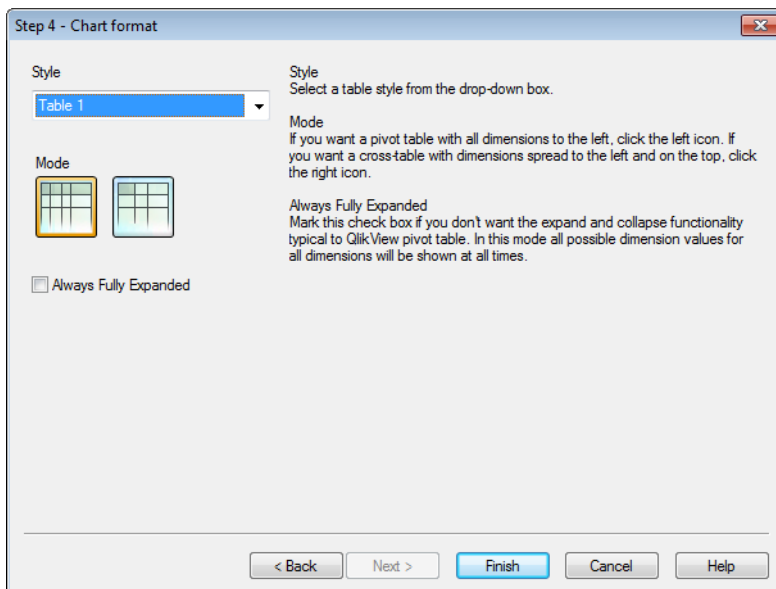 Step 4 - Chart format
Style
Table 1
Mode
Always Fully Expanded
Style
Select a table style from the drop-down box.
Mode
If you want a pivot table with all dimensions to the left, click the left icon. If
you want a cross-table with dimensions spread to the left and on the top, click
the right icon.
Always Fully Expanded
Mark this check box if you don't want the expand and collapse functionality
typical to QlikView pivot table. In this mode all possible dimension values for
all dimensions will be shown at all times.
< Back
Next >
Finish
Cancel
Help